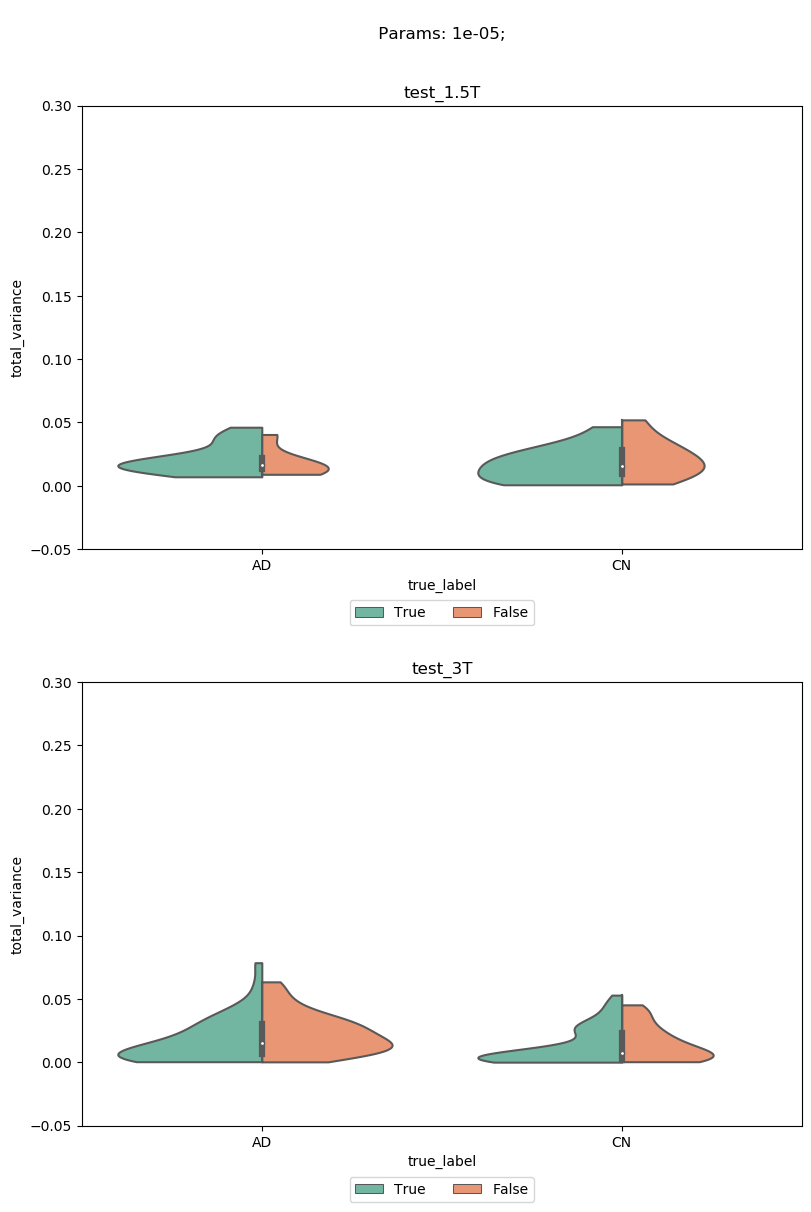 Params: 1e-05;
test_1.5T
0.30
0.25
0.20
0.15
0.10
0.05
0.00
−0.05
total_variance
AD CN
true_label
True False
test_3T
0.30
0.25
0.20
0.15
0.10
0.05
0.00
−0.05
total_variance
AD CN
true_label
True False